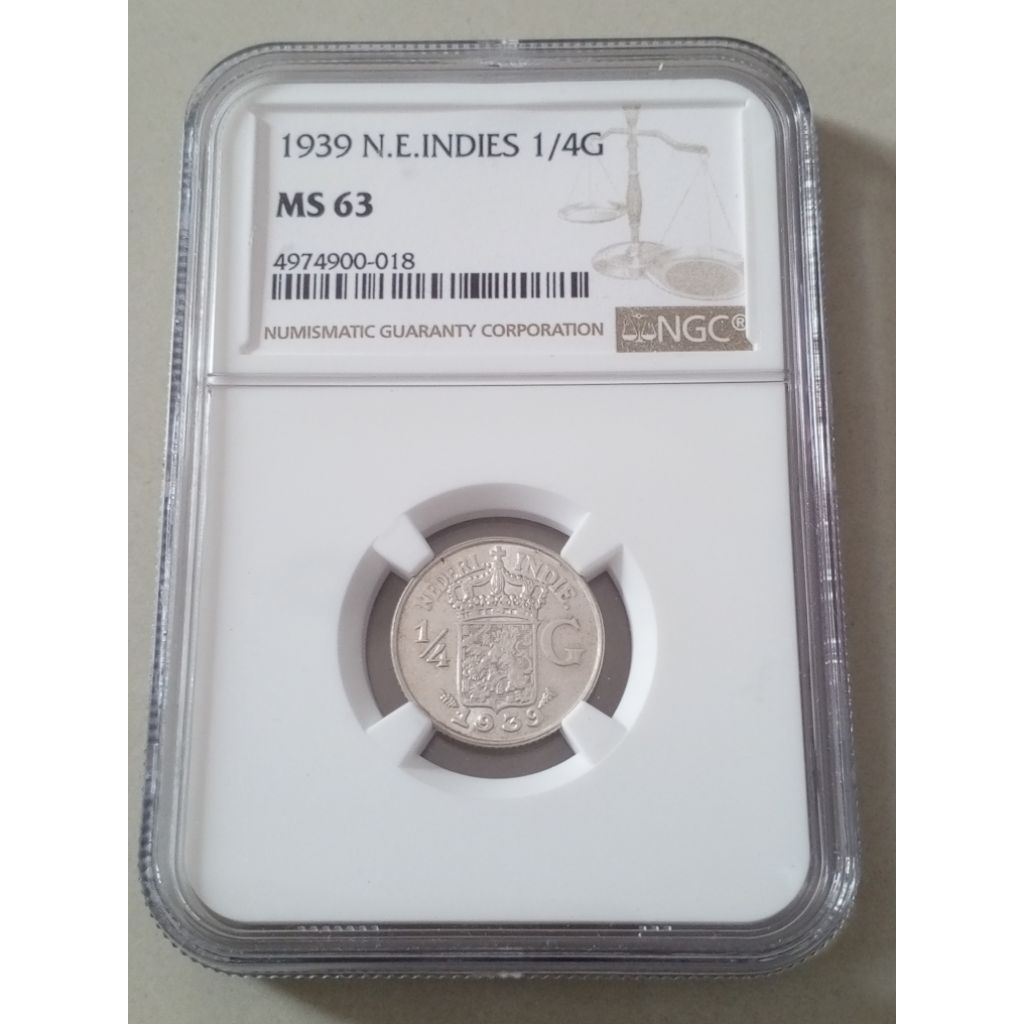 1939 N.E.INDIES 1/4G
MS 63
4974900-018
NUMISMATIC GUARANTY CORPORATION
NGC®
NEDERL INDIE.
1/4 G
1939